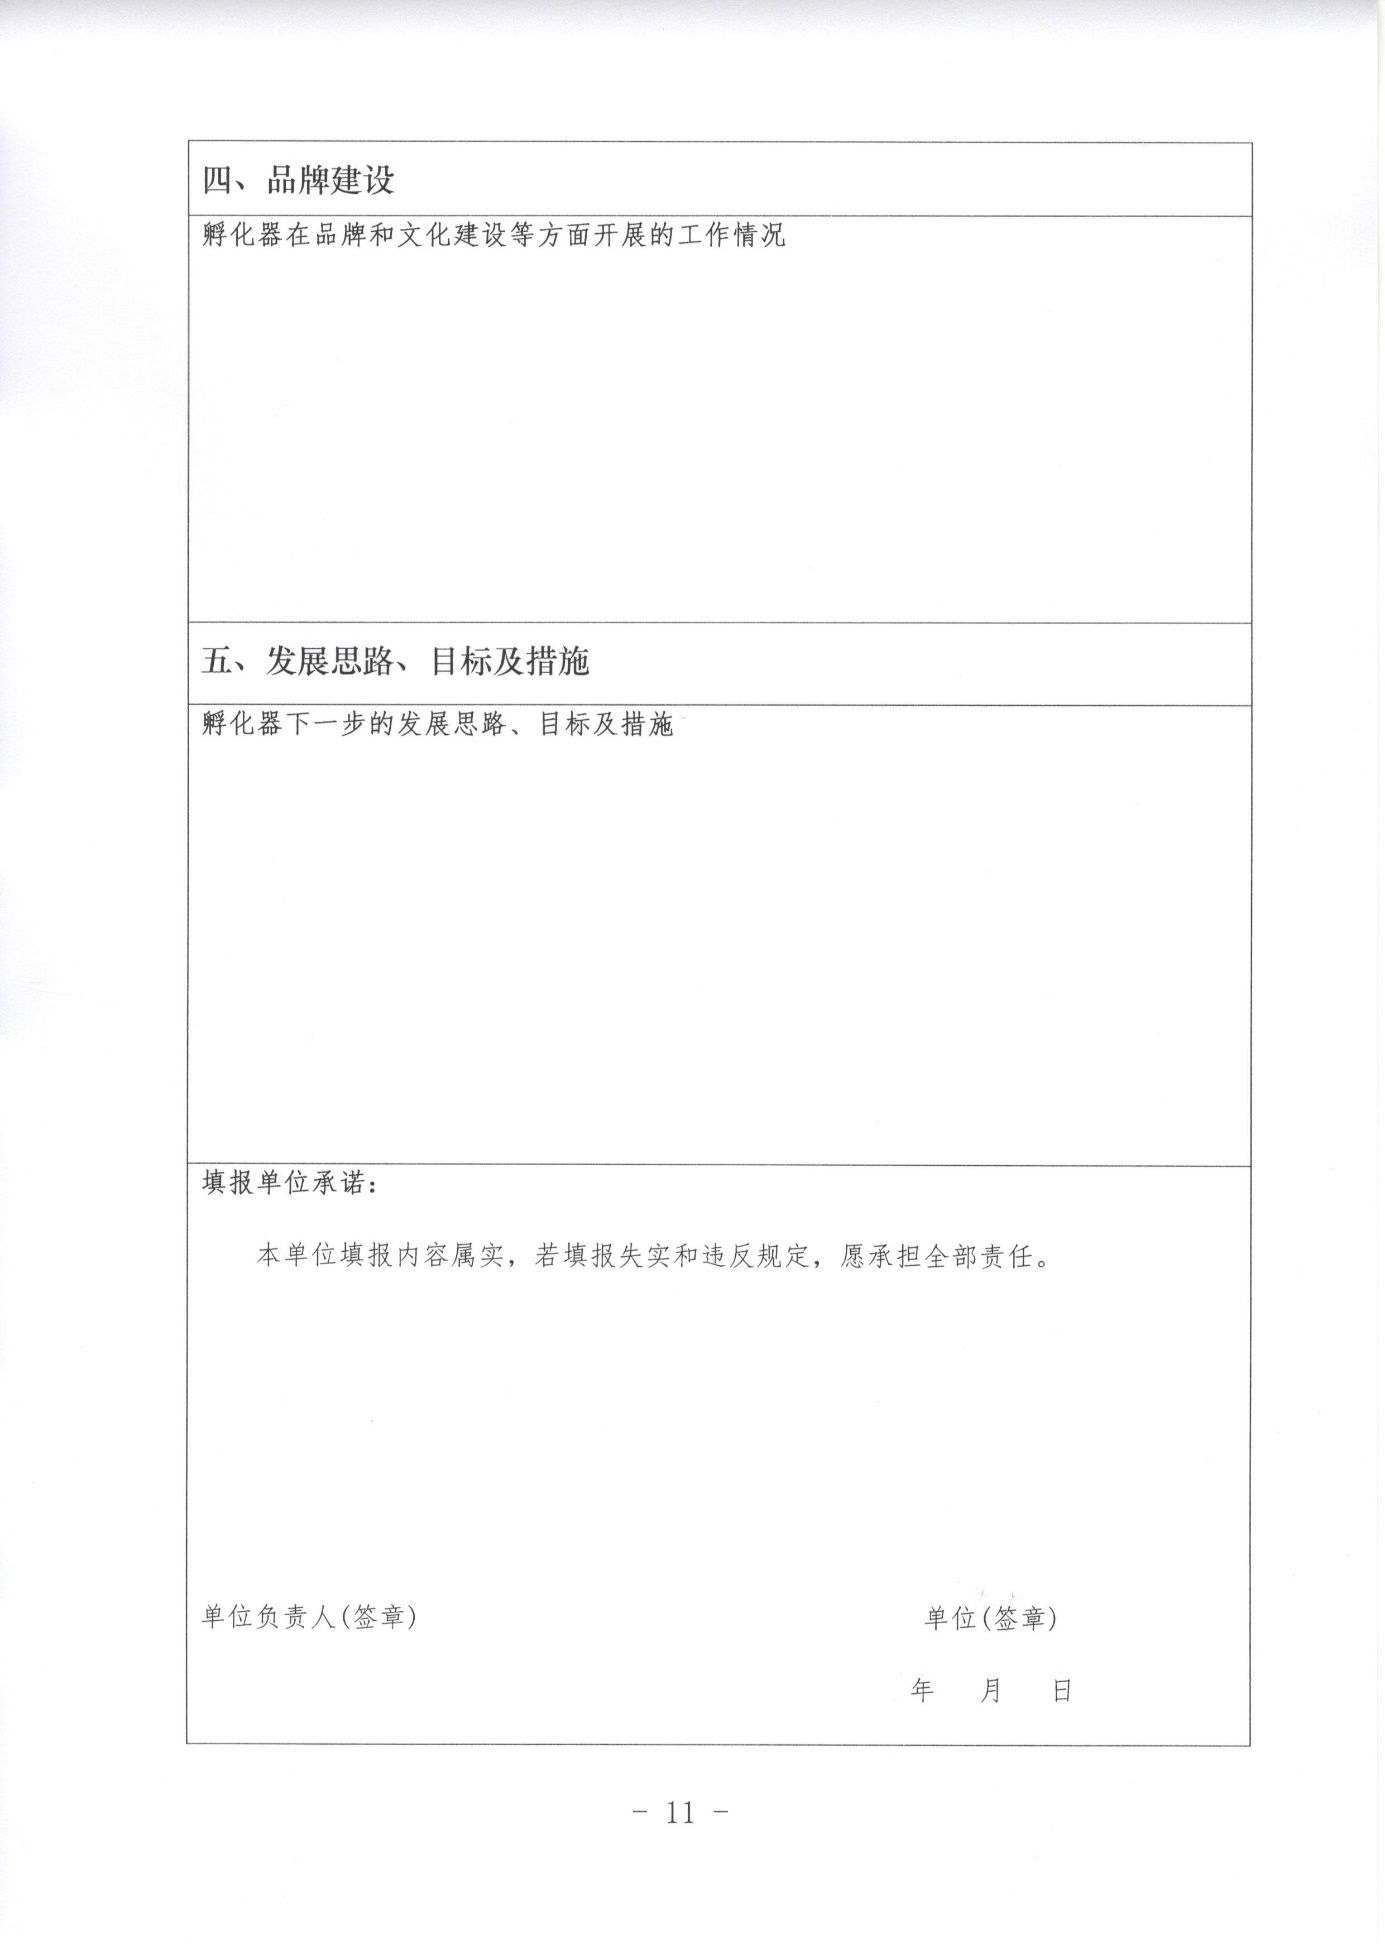 四、品牌建设
孵化器在品牌和文化建设等方面开展的工作情况
五、发展思路、目标及措施
孵化器下一步的发展思路、目标及措施
填报单位承诺：
本单位填报内容属实，若填报失实和违反规定，愿承担全部责任。
单位负责人(签章) 单位(签章)
年 月 日
- 11 -